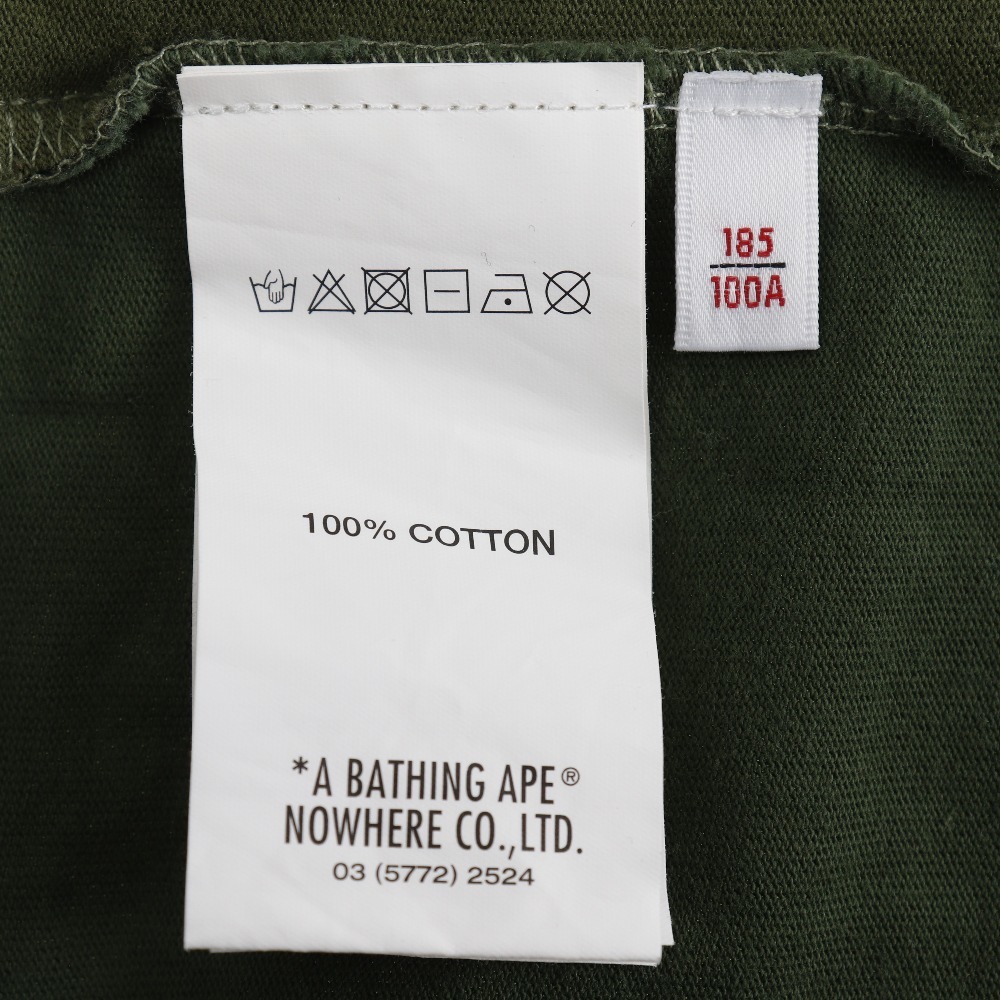 185
100A
100% COTTON
*A BATHING APE®
NOWHERE CO.,LTD.
03 (5772) 2524